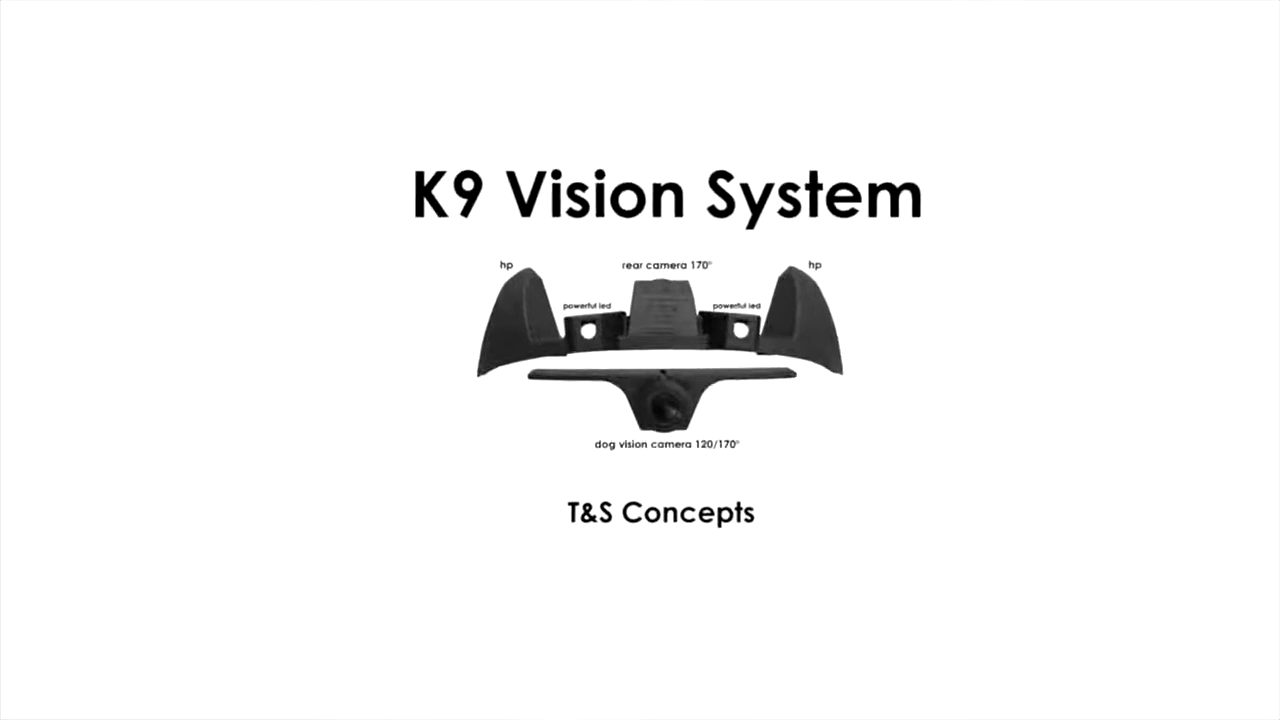 K9 Vision System
hp
rear camera 170°
hp
powerful led
powerful led
dog vision camera 120/170°
T&S Concepts